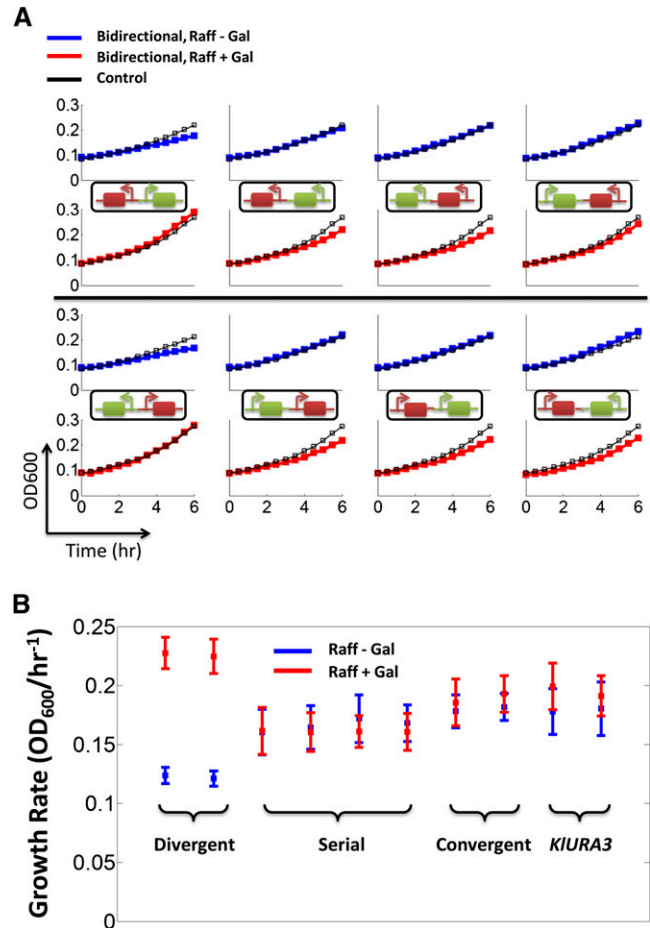 A
Bidirectional, Raff - Gal
Bidirectional, Raff + Gal
Control
0.3
0.2
0.1
0.3
0.2
0.1
0
0.3
0.2
0.1
0
0.3
0.2
0.1
0
0 2 4 6 0 2 4 6 0 2 4 6 0 2 4 6
OD600
Time (hr)
B
0.25
0.2
0.15
0.1
0.05
0
Growth Rate (OD600/hr-1)
Raff - Gal
Raff + Gal
Divergent Serial Convergent KlURA3